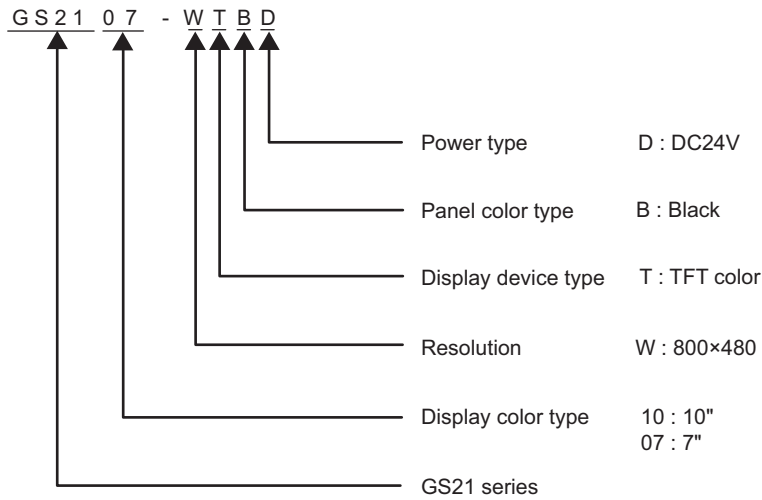 GS21 07 - W T B D
Power type D : DC24V
Panel color type B : Black
Display device type T : TFT color
Resolution W : 800×480
Display color type 10 : 10"
07 : 7"
GS21 series